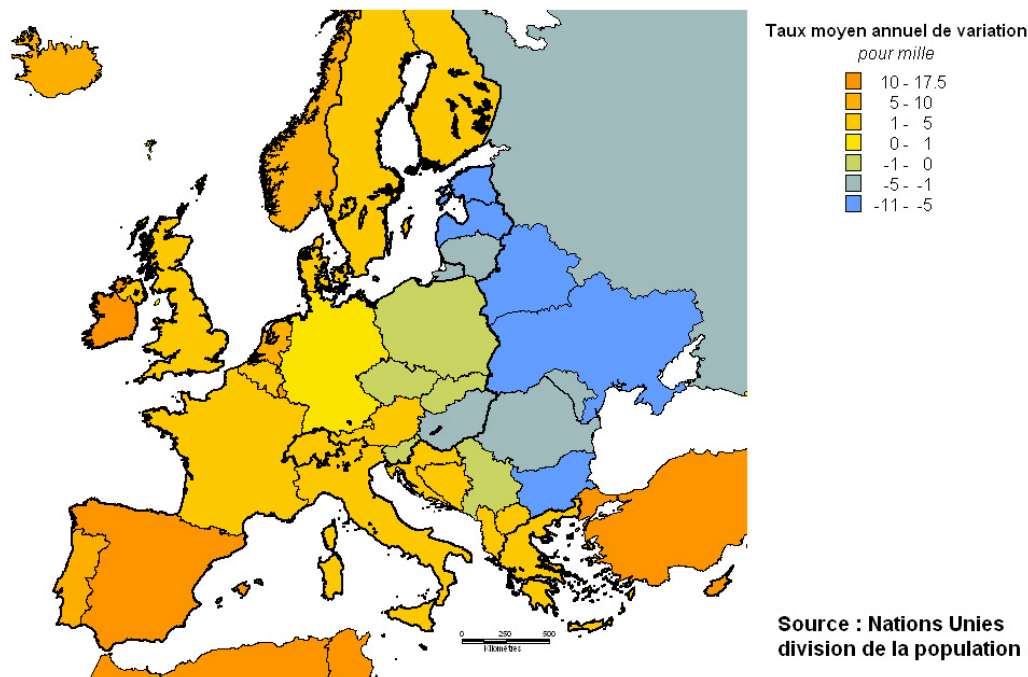 Taux moyen annuel de variation
pour mille
10 - 17.5
5 - 10
1 - 5
0 - 1
-1 - 0
-5 - -1
-11 - -5
0 250 500
Kilomètres
Source : Nations Unies
division de la population